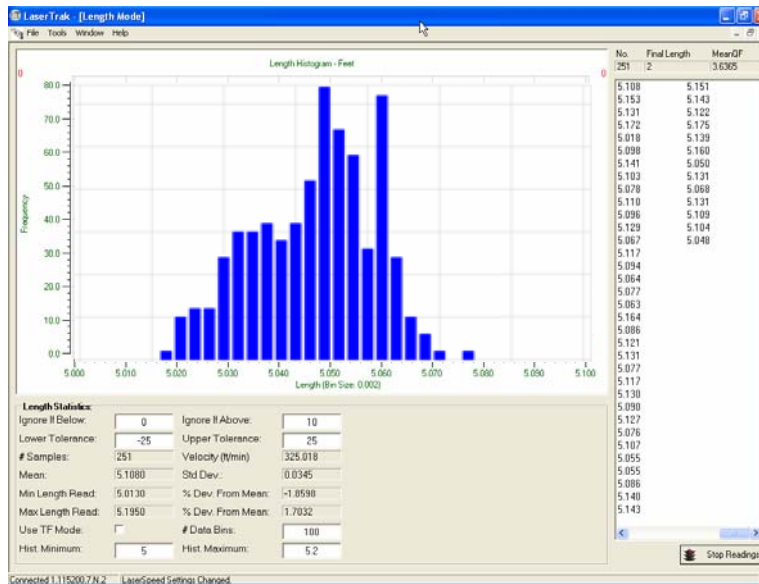 LaserTrak - [Length Mode]
File Tools Window Help
Length Histogram - Feet
0 0
80.0
70.0
60.0
50.0
40.0
30.0
20.0
10.0
0.0
Frequency
5.000 5.010 5.020 5.030 5.040 5.050 5.060 5.070 5.080 5.090 5.100
Length (Bin Size: 0.002)
No. Final Length MeanQF
251 2 3.6365
5.108 5.151
5.153 5.143
5.131 5.122
5.172 5.175
5.018 5.139
5.098 5.160
5.141 5.050
5.103 5.131
5.078 5.068
5.110 5.131
5.096 5.109
5.129 5.104
5.067 5.048
5.117
5.094
5.064
5.077
5.063
5.164
5.086
5.121
5.131
5.077
5.117
5.130
5.090
5.127
5.076
5.107
5.055
5.055
5.086
5.140
5.143
Length Statistics:
Ignore If Below: 0 Ignore If Above: 10
Lower Tolerance: -25 Upper Tolerance: 25
# Samples: 251 Velocity (ft/min) 325.018
Mean: 5.1080 Std Dev.: 0.0345
Min Length Read: 5.0130 % Dev. From Mean: -1.8598
Max Length Read: 5.1950 % Dev. From Mean: 1.7032
Use TF Mode: # Data Bins: 100
Hist. Minimum: 5 Hist. Maximum: 5.2
Stop Readings
Connected 1,115200,7,N,2 LaserSpeed Settings Changed.